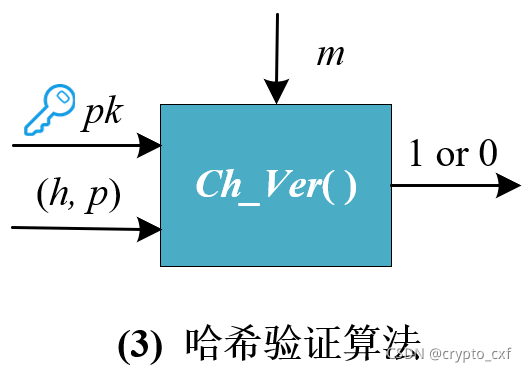 m
pk
(h, p)
Ch_Ver( )
1 or 0
(3) 哈希验证算法
CSDN @crypto_cxf